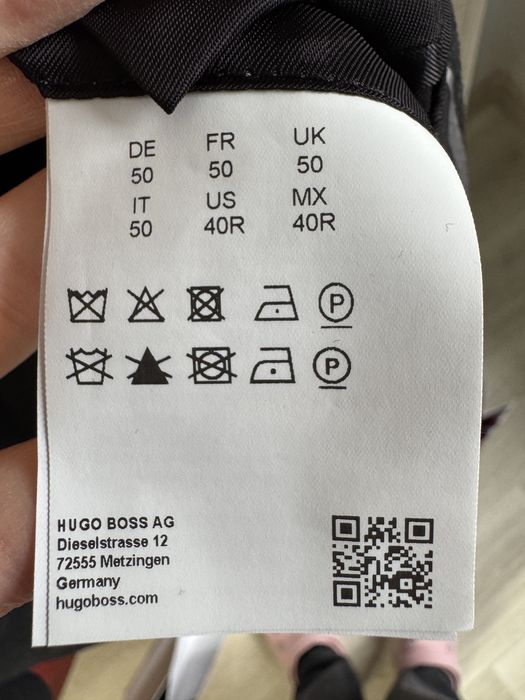 DE FR UK
50 50 50
IT US MX
50 40R 40R
P
P
HUGO BOSS AG
Dieselstrasse 12
72555 Metzingen
Germany
hugoboss.com